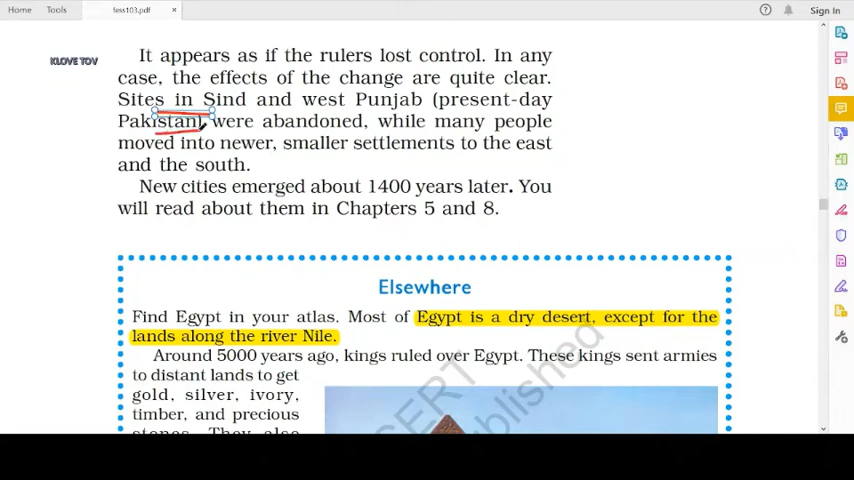 Home Tools fess103.pdf × Sign In
KLOVE TOV
It appears as if the rulers lost control. In any
case, the effects of the change are quite clear.
Sites in Sind and west Punjab (present-day
Pakistan) were abandoned, while many people
moved into newer, smaller settlements to the east
and the south.
New cities emerged about 1400 years later. You
will read about them in Chapters 5 and 8.
Elsewhere
Find Egypt in your atlas. Most of Egypt is a dry desert, except for the
lands along the river Nile.
Around 5000 years ago, kings ruled over Egypt. These kings sent armies
to distant lands to get
gold, silver, ivory,
timber, and precious
stones. They also